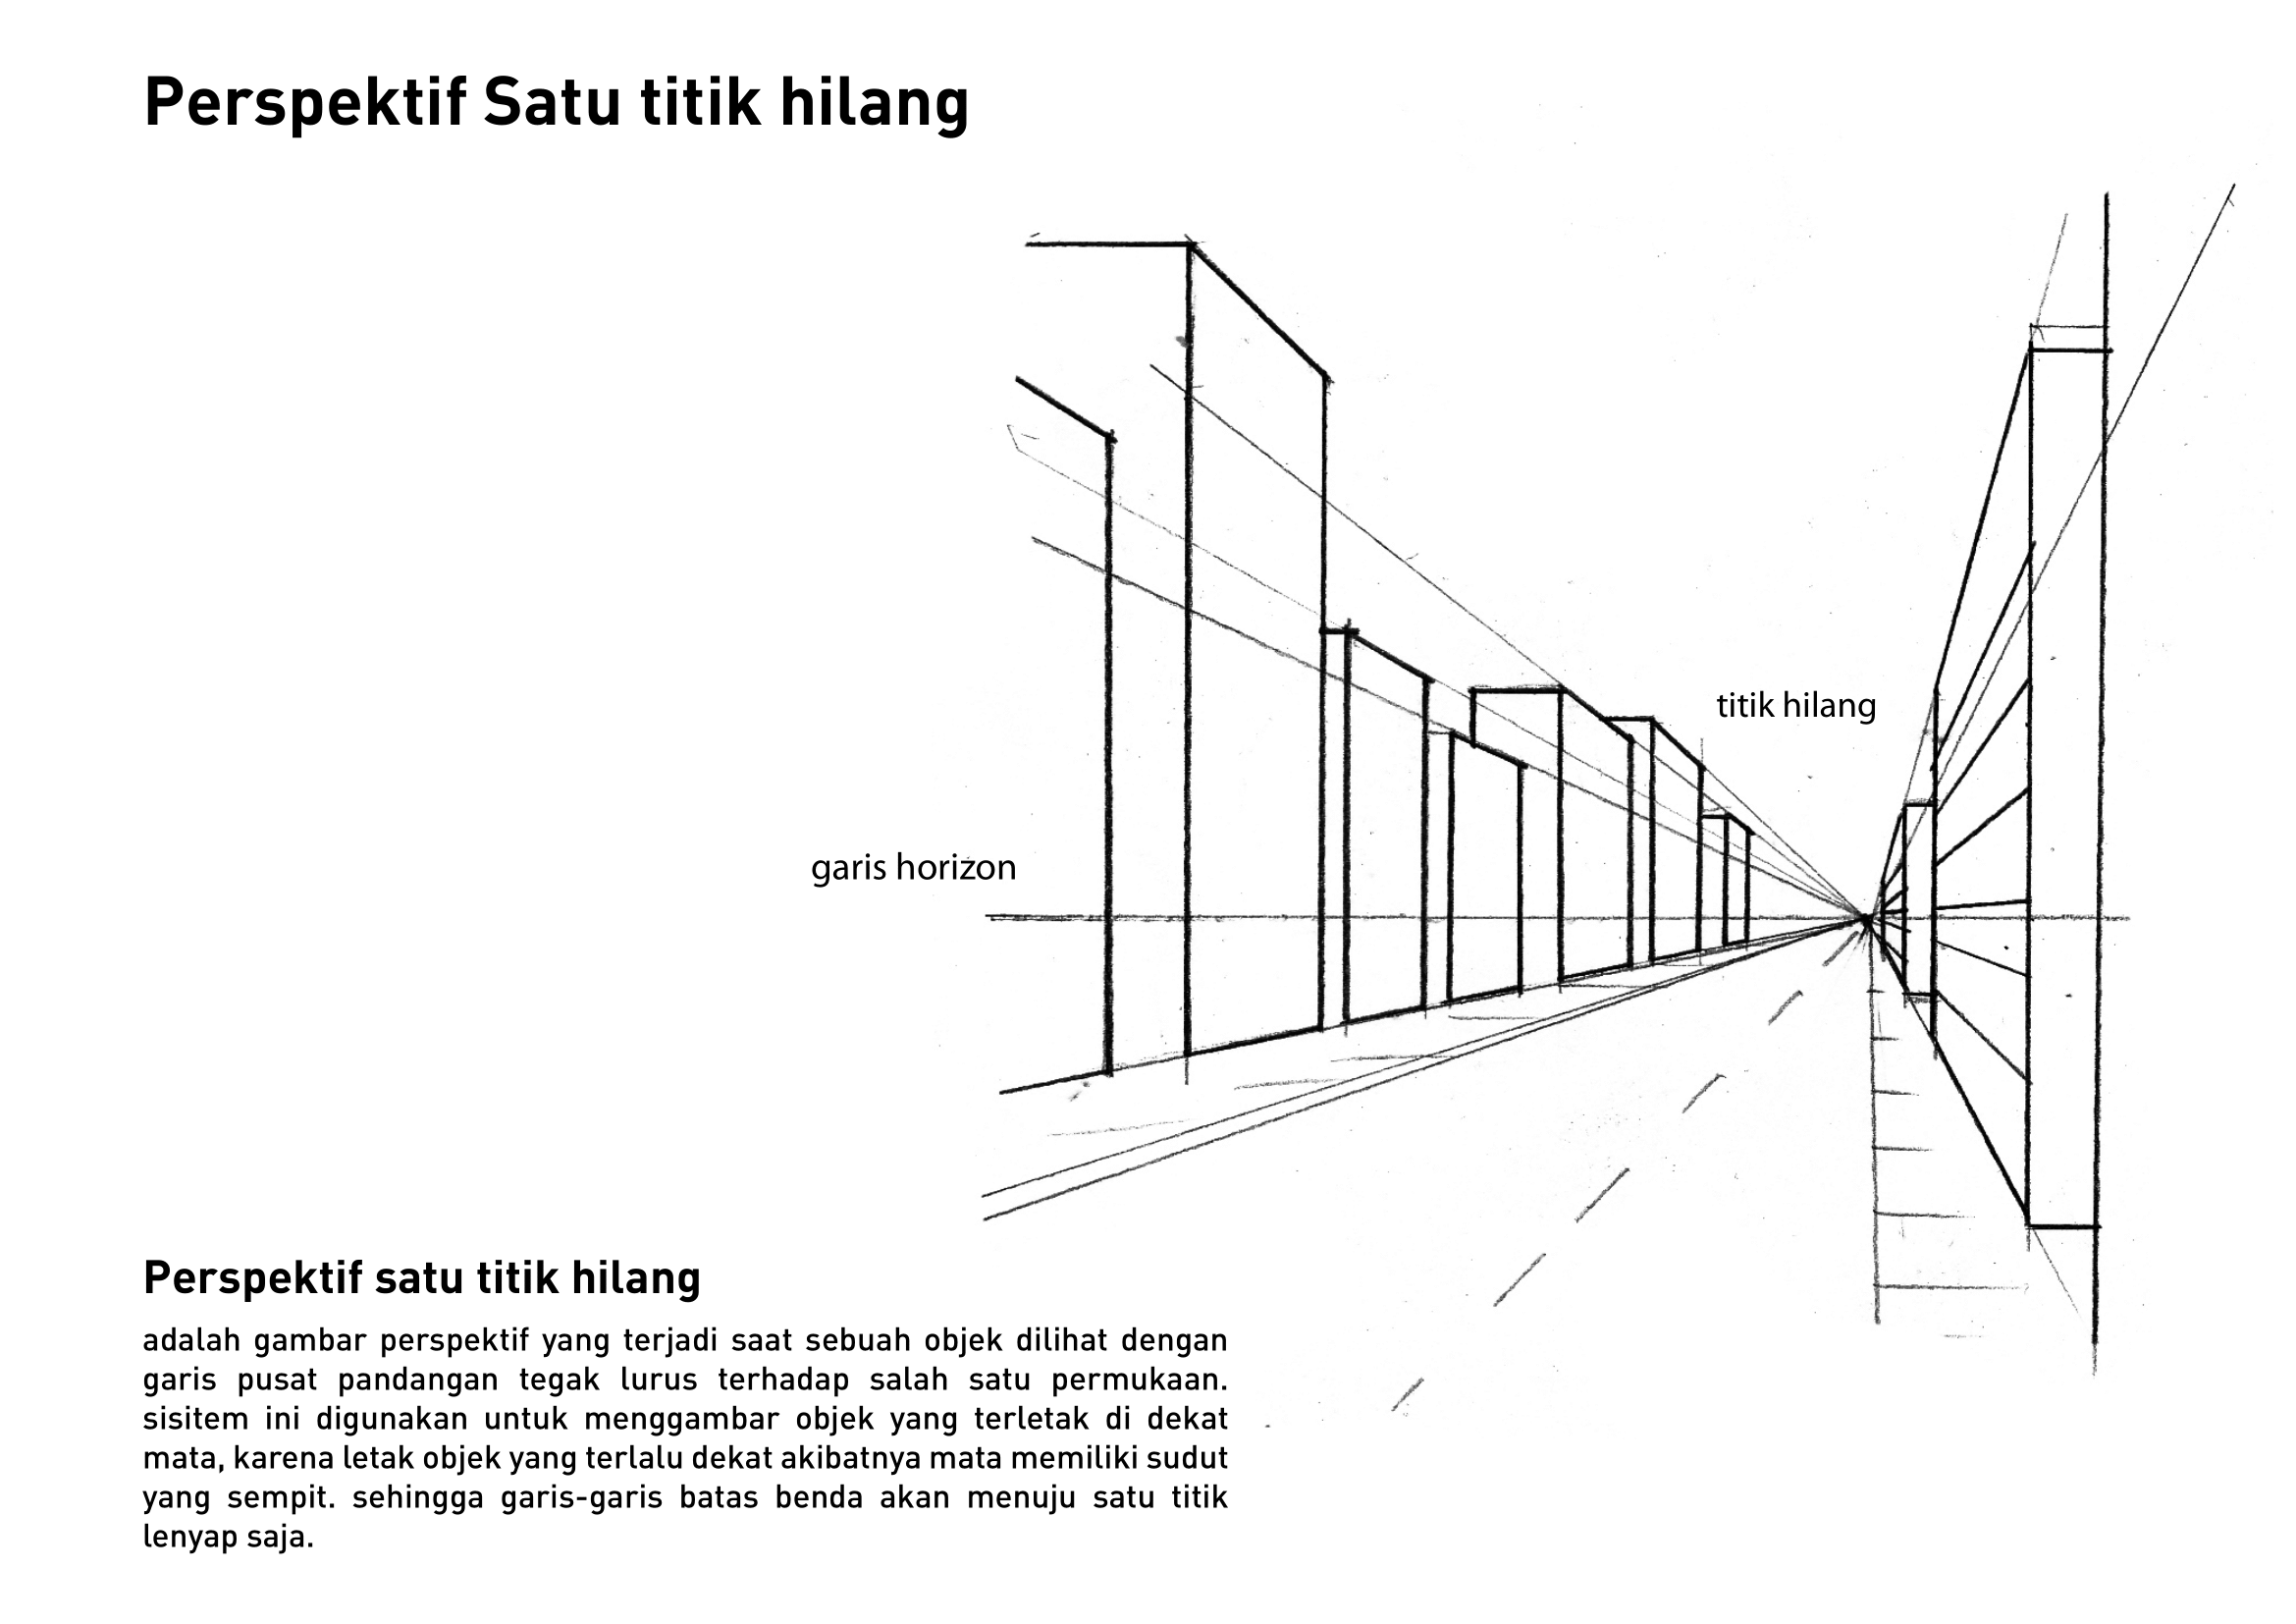 Perspektif Satu titik hilang
titik hilang
garis horizon
Perspektif satu titik hilang
adalah gambar perspektif yang terjadi saat sebuah objek dilihat dengan
garis pusat pandangan tegak lurus terhadap salah satu permukaan.
sisitem ini digunakan untuk menggambar objek yang terletak di dekat
mata, karena letak objek yang terlalu dekat akibatnya mata memiliki sudut
yang sempit. sehingga garis-garis batas benda akan menuju satu titik
lenyap saja.